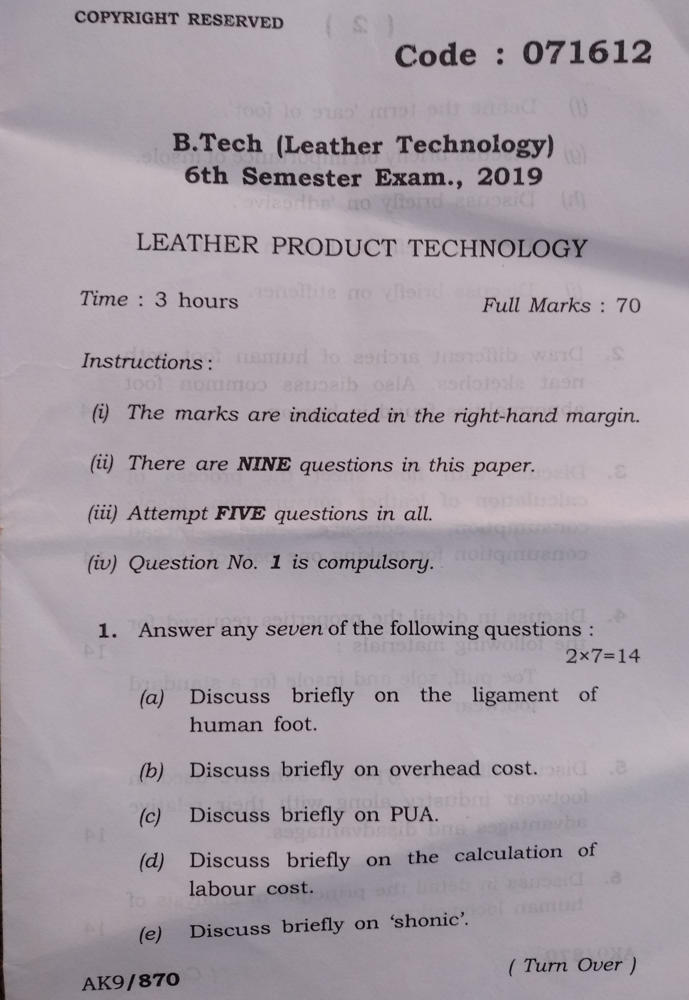 COPYRIGHT RESERVED
Code : 071612
B.Tech (Leather Technology)
6th Semester Exam., 2019
LEATHER PRODUCT TECHNOLOGY
Time : 3 hours
Full Marks : 70
Instructions :
(i) The marks are indicated in the right-hand margin.
(ii) There are NINE questions in this paper.
(iii) Attempt FIVE questions in all.
(iv) Question No. 1 is compulsory.
1. Answer any seven of the following questions :
2×7=14
(a) Discuss briefly on the ligament of
human foot.
(b) Discuss briefly on overhead cost.
(c) Discuss briefly on PUA.
(d) Discuss briefly on the calculation of
labour cost.
(e) Discuss briefly on ‘shonic’.
( Turn Over )
AK9/870